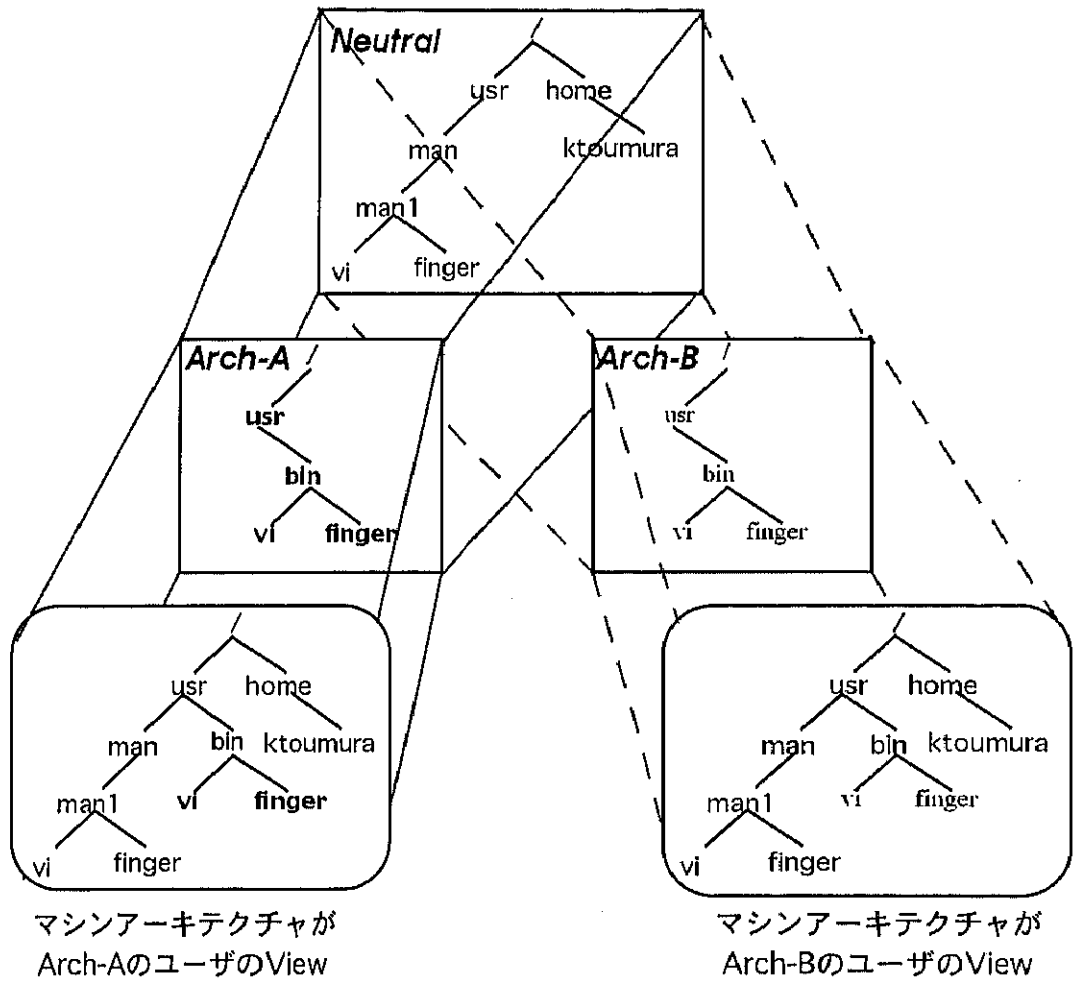 Neutral
usr home
man ktoumura
man1
vi finger
Arch-A
usr
bin
vi finger
Arch-B
usr
bin
vi finger
usr home
man bin ktoumura
man1 vi finger
vi finger
マシンアーキテクチャが
Arch-AのユーザのView
usr home
man bin ktoumura
man1 vi finger
vi finger
マシンアーキテクチャが
Arch-BのユーザのView